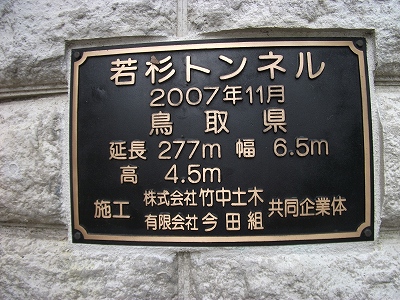 若杉トンネル
2007年11月
鳥取県
延長 277m 幅 6.5m
高 4.5m
施工 株式会社竹中土木 共同企業体
有限会社今田組